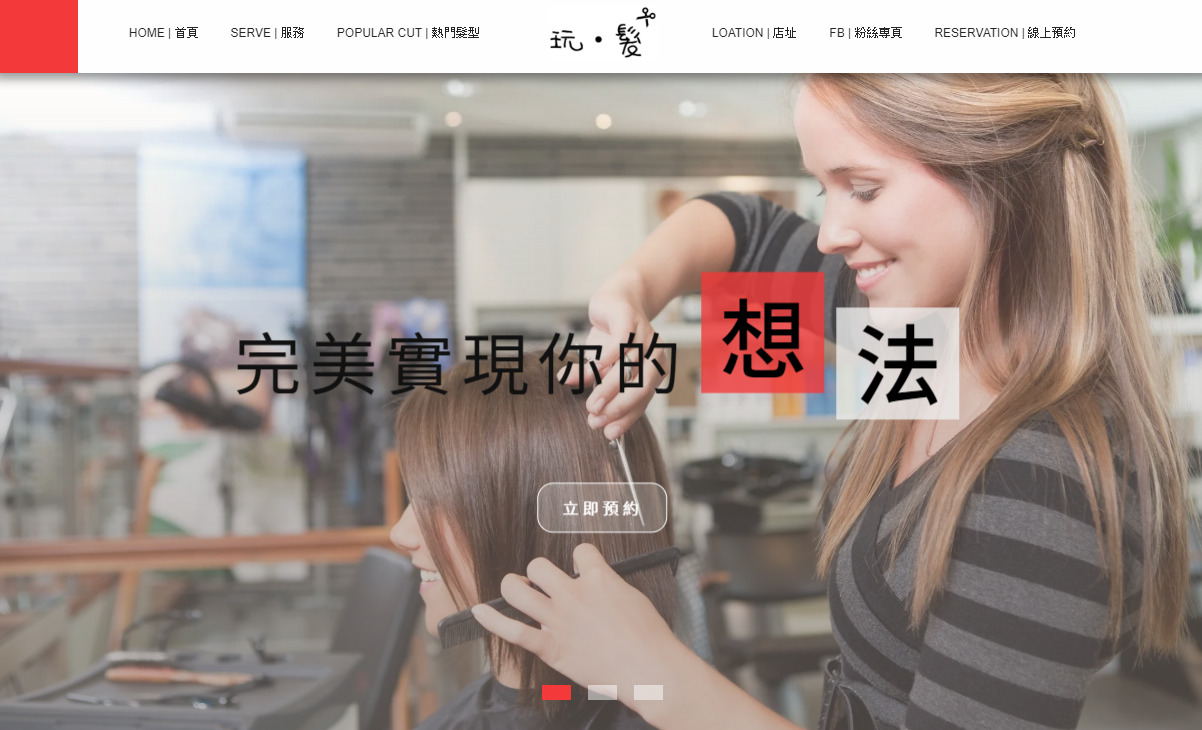 HOME | 首頁
SERVE | 服務
POPULAR CUT | 熱門髮型
玩·髮
LOATION | 店址
FB | 粉絲專頁
RESERVATION | 線上預約
完美實現你的想法
立即預約